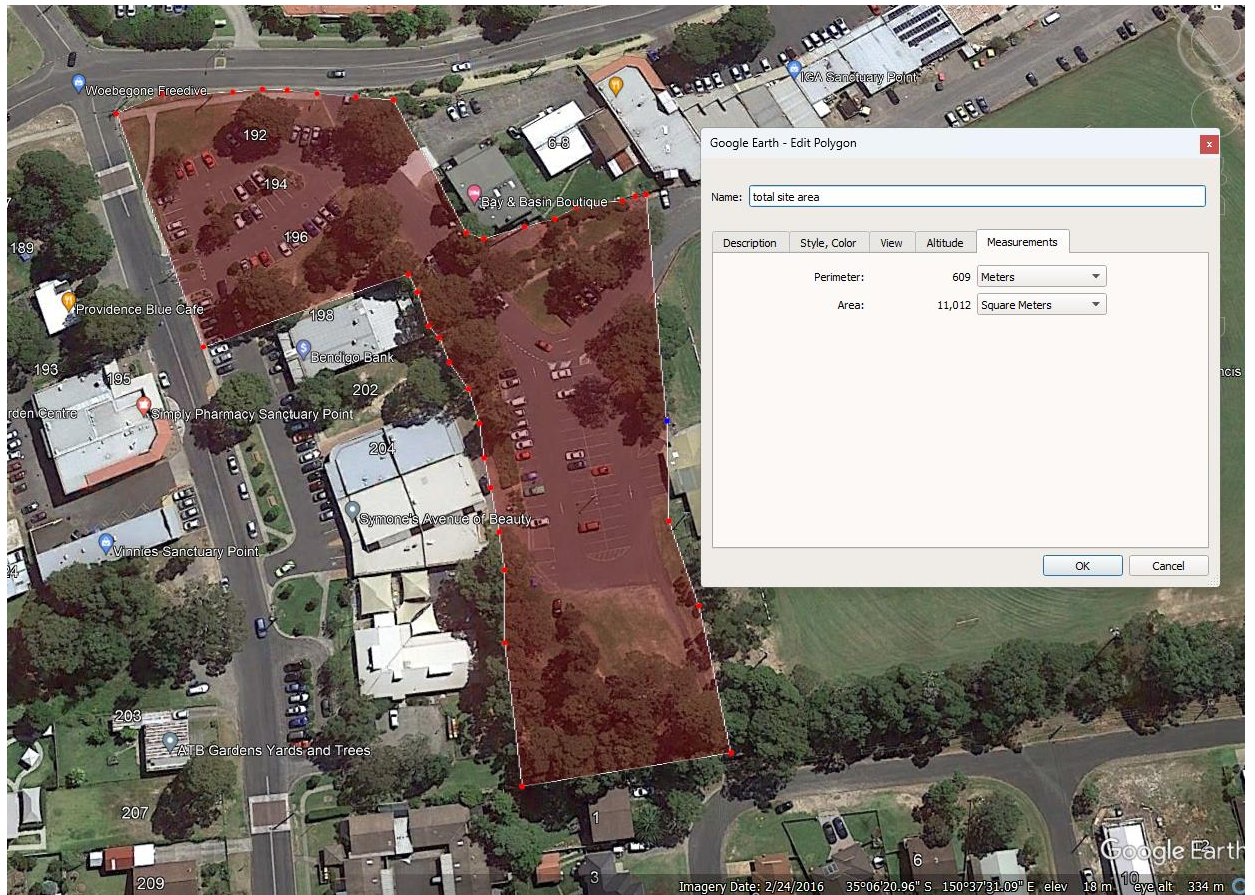 Woebegone Freedive
IGA Sanctuary Point
192
6-8
194
Bay & Basin Boutique
196
189
Providence Blue Cafe
198
Bendigo Bank
193
195
202
rden Centre
Simply Pharmacy Sanctuary Point
204
Symone's Avenue of Beauty
Vinnies Sanctuary Point
203
ATB Gardens Yards and Trees
207
1
209
3
6
10
ncis
Google Earth - Edit Polygon
x
Name: total site area
Description Style, Color View Altitude Measurements
Perimeter: 609 Meters
Area: 11,012 Square Meters
OK Cancel
Google Earth
Imagery Date: 2/24/2016 35°06'20.96" S 150°37'31.09" E elev 18 m eye alt 334 m